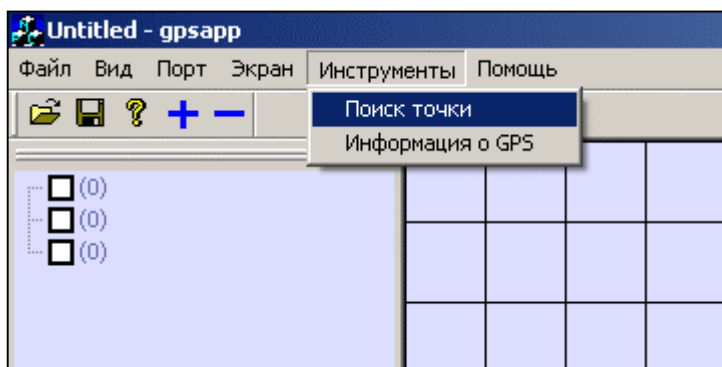 Untitled - gpsapp
Файл Вид Порт Экран Инструменты Помощь
Поиск точки
Информация о GPS
(0)
(0)
(0)